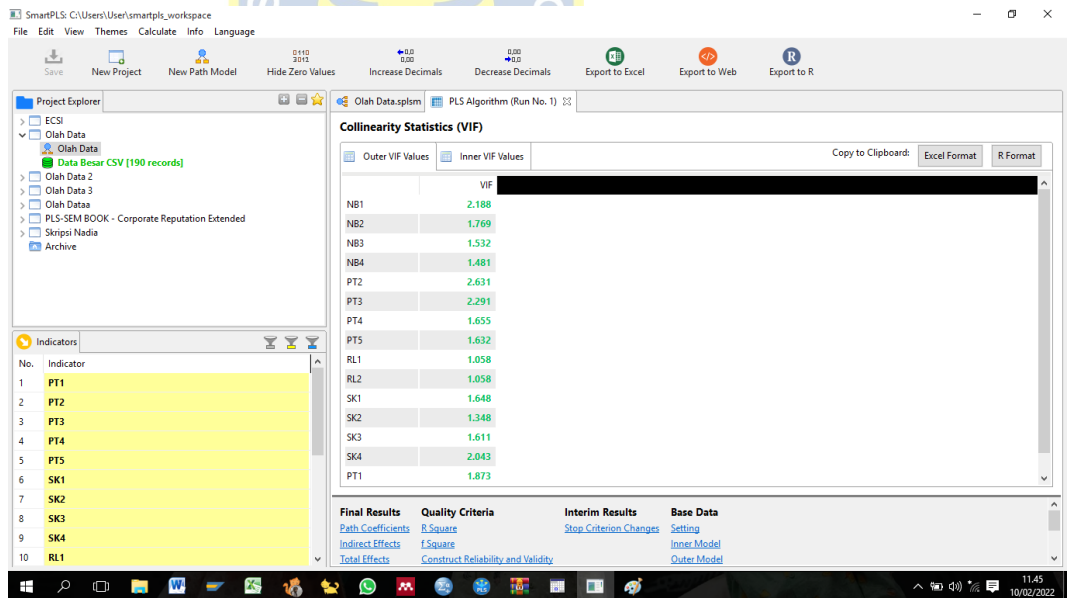 SmartPLS: C:\Users\User\smartpls_workspace
File Edit View Themes Calculate Info Language
Save New Project New Path Model Hide Zero Values Increase Decimals Decrease Decimals Export to Excel Export to Web Export to R
Project Explorer
ECSI
Olah Data
Olah Data
Data Besar CSV [190 records]
Olah Data 2
Olah Data 3
Olah Dataa
PLS-SEM BOOK - Corporate Reputation Extended
Skripsi Nadia
Archive
Indicators
No. Indicator
1 PT1
2 PT2
3 PT3
4 PT4
5 PT5
6 SK1
7 SK2
8 SK3
9 SK4
10 RL1
Olah Data.splsm PLS Algorithm (Run No. 1)
Collinearity Statistics (VIF)
Outer VIF Values Inner VIF Values Copy to Clipboard: Excel Format R Format
VIF
NB1 2.188
NB2 1.769
NB3 1.532
NB4 1.481
PT2 2.631
PT3 2.291
PT4 1.655
PT5 1.632
RL1 1.058
RL2 1.058
SK1 1.648
SK2 1.348
SK3 1.611
SK4 2.043
PT1 1.873
Final Results Quality Criteria Interim Results Base Data
Path Coefficients R Square Stop Criterion Changes Setting
Indirect Effects f Square Inner Model
Total Effects Construct Reliability and Validity Outer Model
11.45
10/02/2022